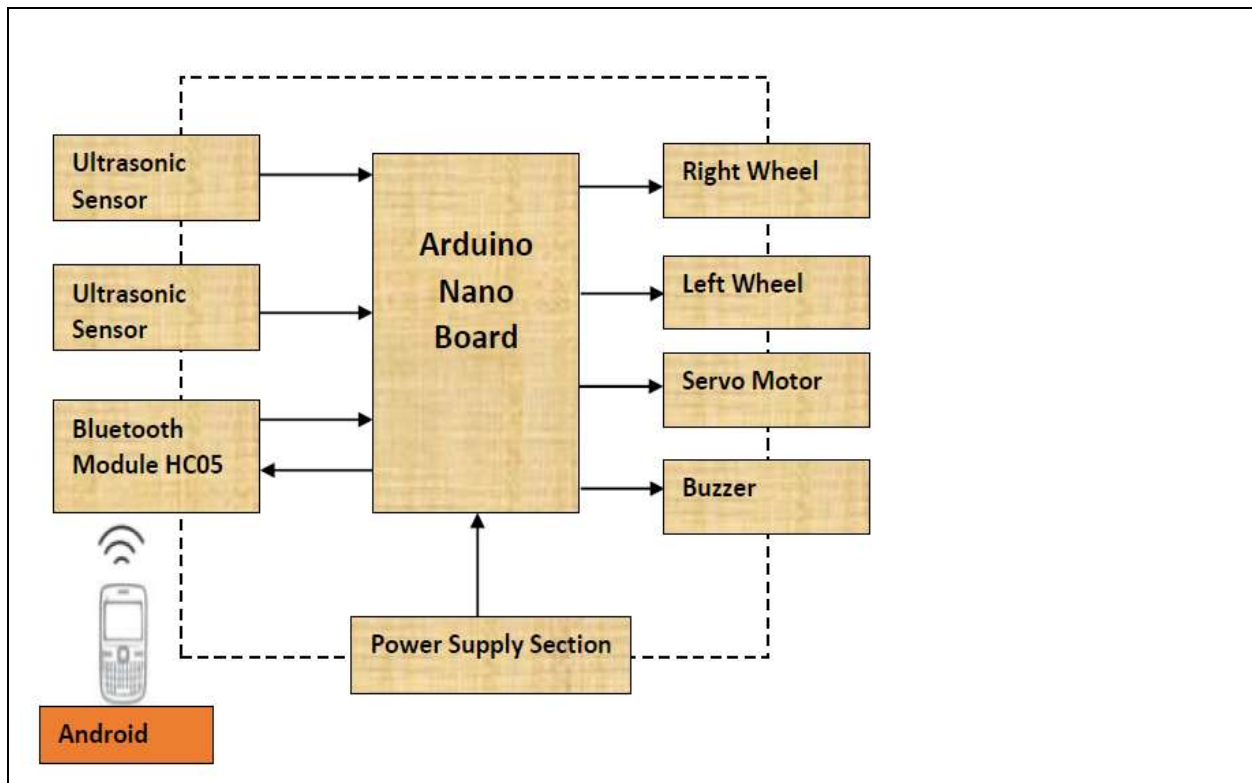 Ultrasonic
Sensor
Ultrasonic
Sensor
Bluetooth
Module HC05
Android
Arduino
Nano
Board
Power Supply Section
Right Wheel
Left Wheel
Servo Motor
Buzzer